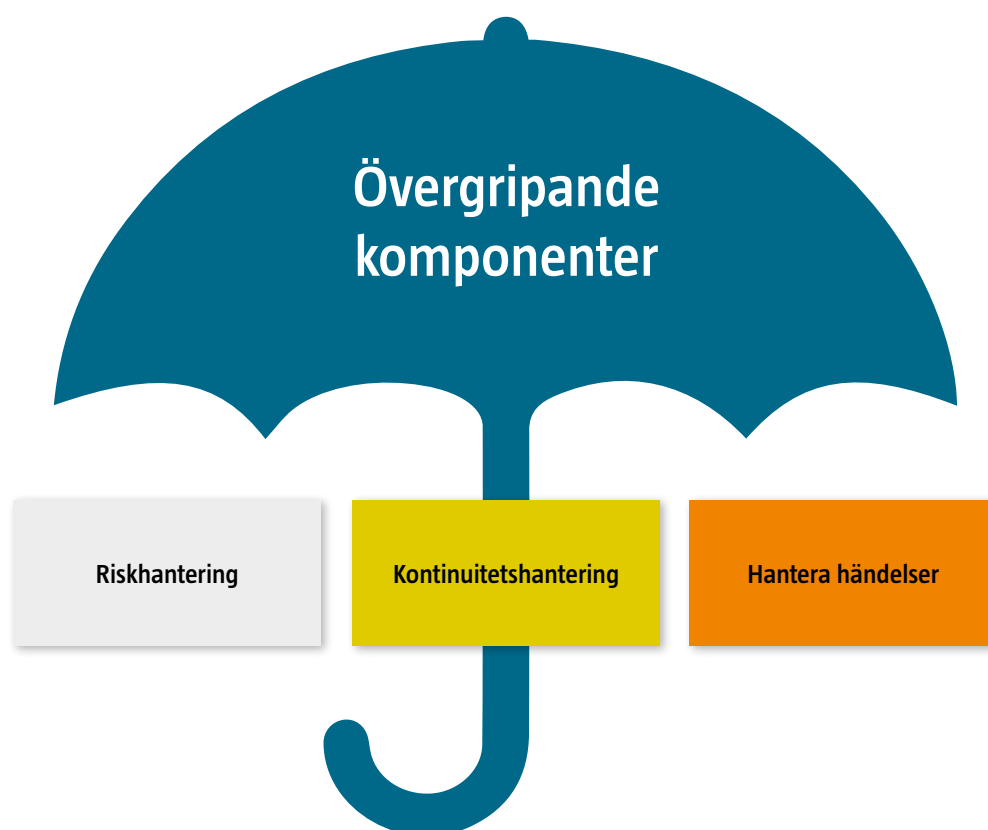 Övergripande
komponenter
Riskhantering
Kontinuitetshantering
Hantera händelser